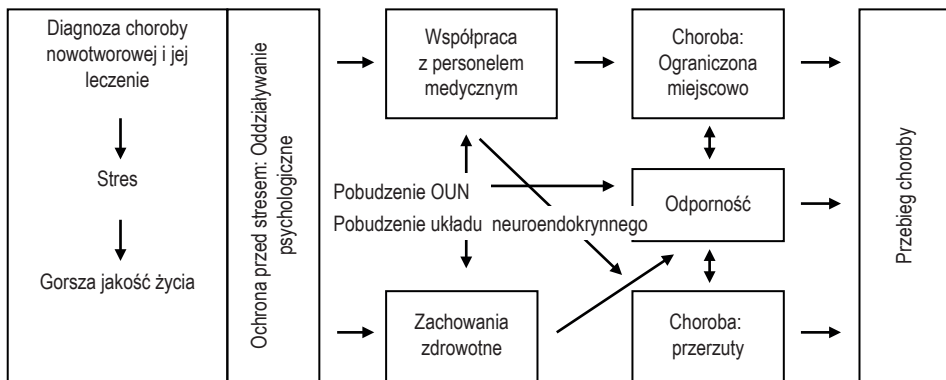 Diagnoza choroby
nowotworowej i jej
leczenie
Stres
Gorsza jakość życia
Ochrona przed stresem: Oddziaływanie
psychologiczne
Współpraca
z personelem
medycznym
Pobudzenie OUN
Pobudzenie układu neuroendokrynnego
Zachowania
zdrowotne
Choroba:
Ograniczona
miejscowo
Odporność
Choroba:
przerzuty
Przebieg choroby